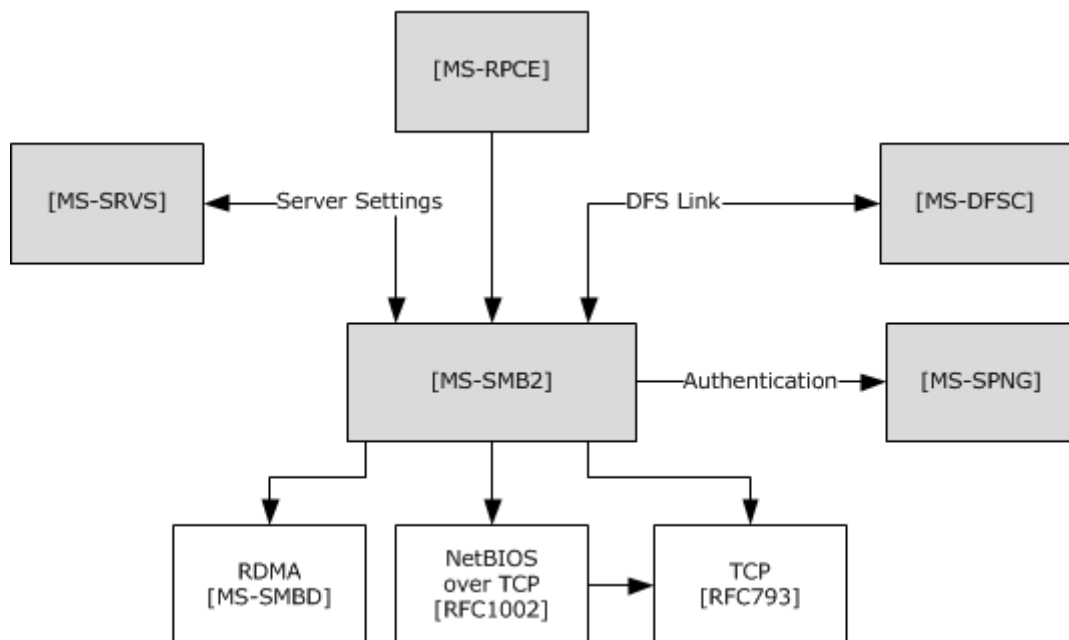 [MS-RPCE]
[MS-SRVS]
Server Settings
DFS Link
[MS-DFSC]
[MS-SMB2]
Authentication
[MS-SPNG]
RDMA
[MS-SMBD]
NetBIOS
over TCP
[RFC1002]
TCP
[RFC793]